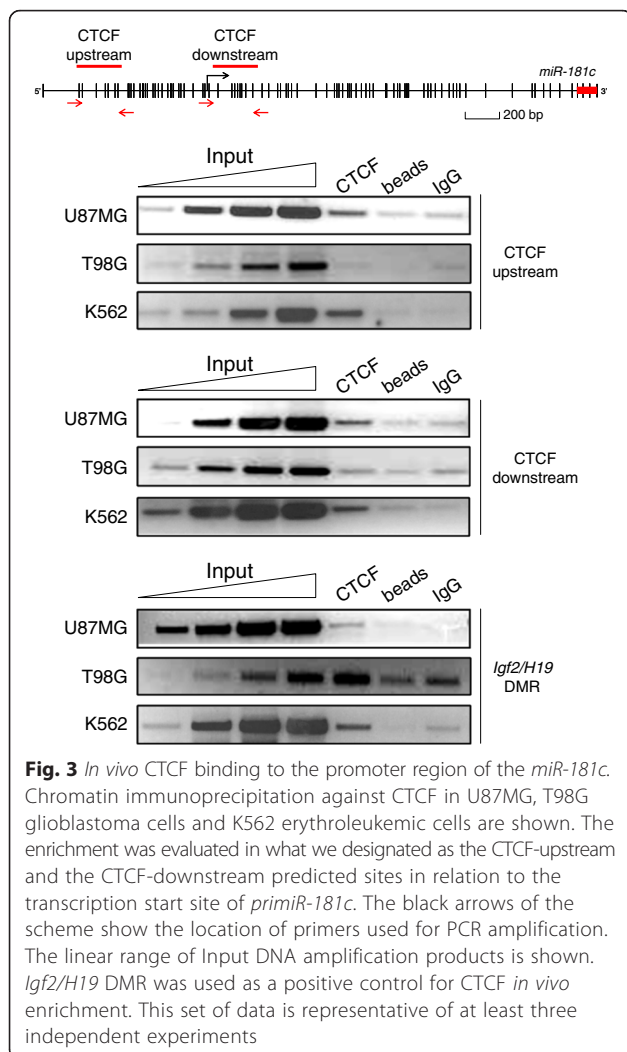 CTCF
upstream
CTCF
downstream
miR-181c
5'
3'
200 bp
Input
CTCF
beads
IgG
U87MG
T98G
K562
CTCF
upstream
Input
CTCF
beads
IgG
U87MG
T98G
K562
CTCF
downstream
Input
CTCF
beads
IgG
U87MG
T98G
K562
Igf2/H19
DMR
Fig. 3 In vivo CTCF binding to the promoter region of the miR-181c.
Chromatin immunoprecipitation against CTCF in U87MG, T98G
glioblastoma cells and K562 erythroleukemic cells are shown. The
enrichment was evaluated in what we designated as the CTCF-upstream
and the CTCF-downstream predicted sites in relation to the
transcription start site of primiR-181c. The black arrows of the
scheme show the location of primers used for PCR amplification.
The linear range of Input DNA amplification products is shown.
Igf2/H19 DMR was used as a positive control for CTCF in vivo
enrichment. This set of data is representative of at least three
independent experiments